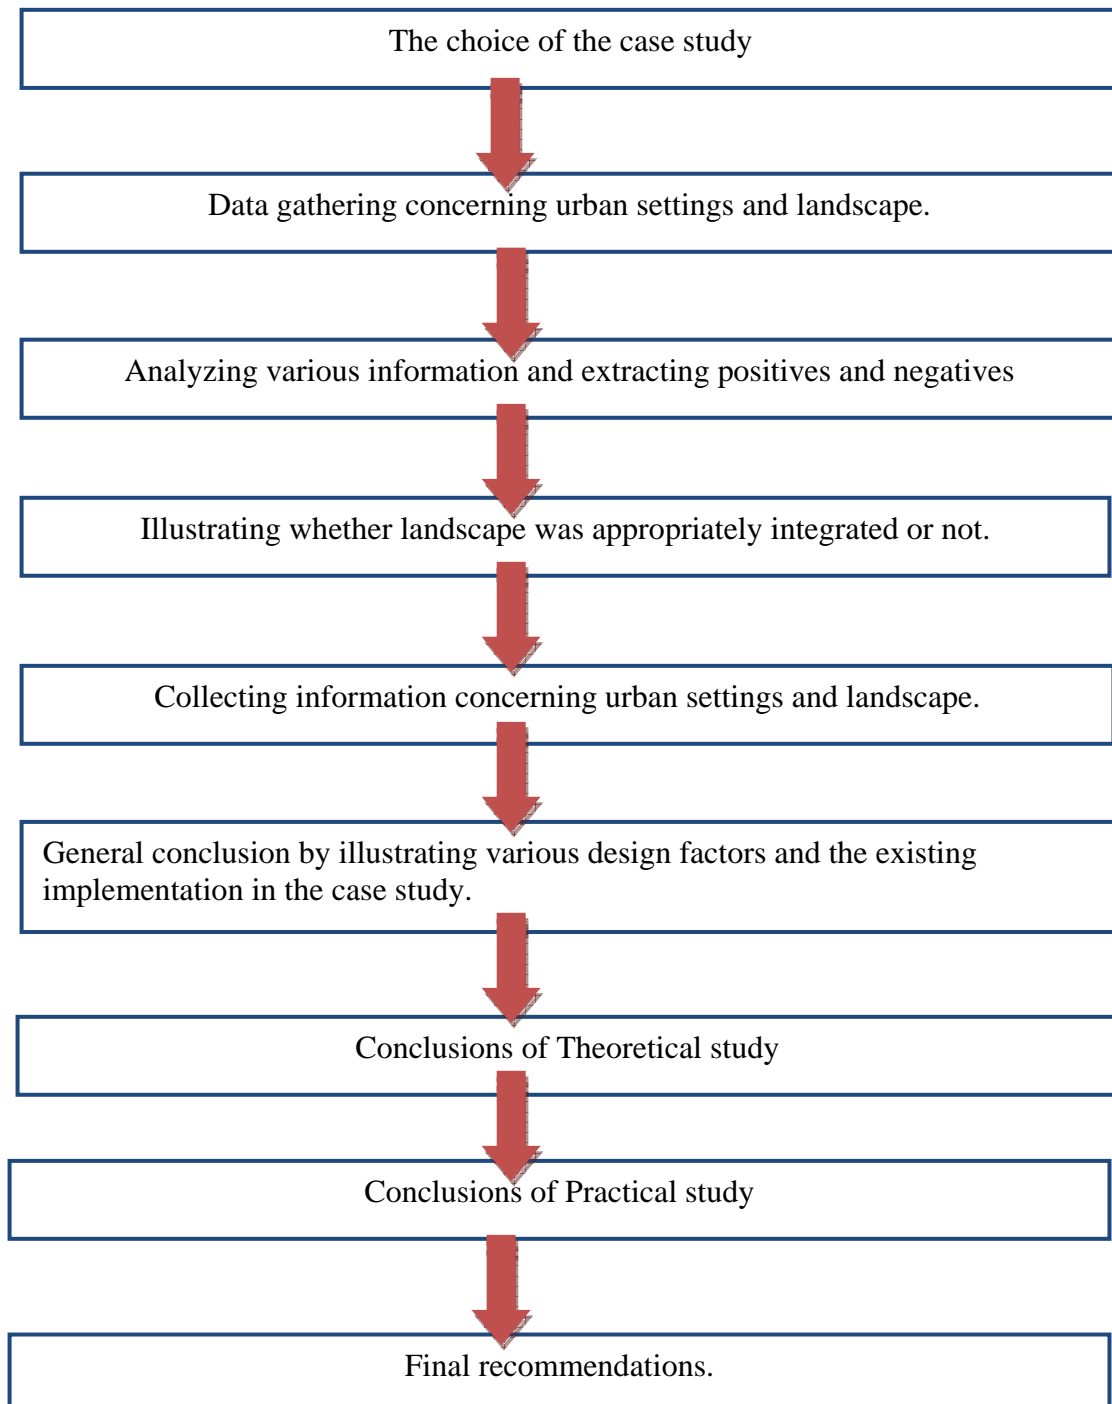 The choice of the case study
Data gathering concerning urban settings and landscape.
Analyzing various information and extracting positives and negatives
Illustrating whether landscape was appropriately integrated or not.
Collecting information concerning urban settings and landscape.
General conclusion by illustrating various design factors and the existing
implementation in the case study.
Conclusions of Theoretical study
Conclusions of Practical study
Final recommendations.